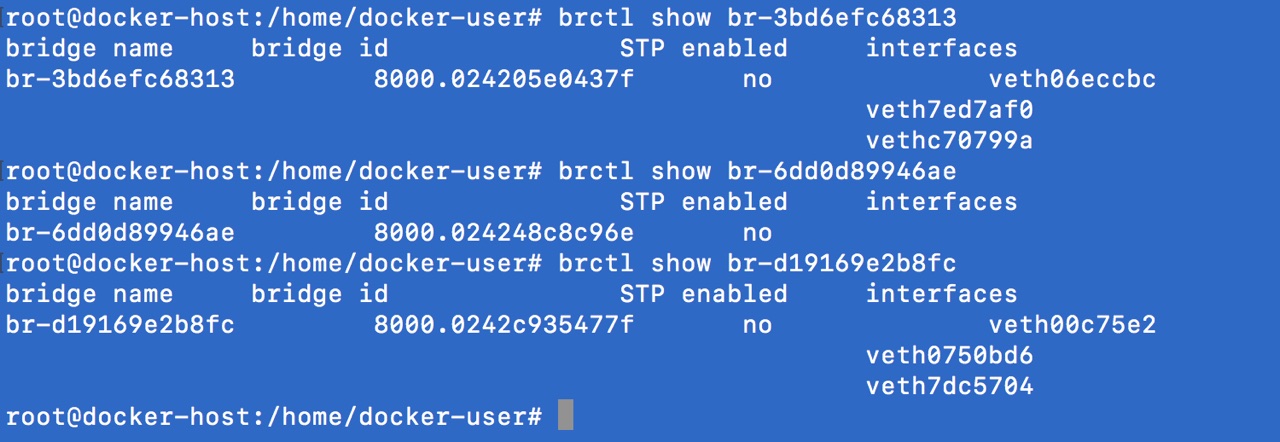 root@docker-host:/home/docker-user# brctl show br-3bd6efc68313
bridge name     bridge id               STP enabled     interfaces
br-3bd6efc68313         8000.024205e0437f       no              veth06eccbc
                                                        veth7ed7af0
                                                        vethc70799a
root@docker-host:/home/docker-user# brctl show br-6dd0d89946ae
bridge name     bridge id               STP enabled     interfaces
br-6dd0d89946ae         8000.024248c8c96e       no
root@docker-host:/home/docker-user# brctl show br-d19169e2b8fc
bridge name     bridge id               STP enabled     interfaces
br-d19169e2b8fc         8000.0242c935477f       no              veth00c75e2
                                                        veth0750bd6
                                                        veth7dc5704
root@docker-host:/home/docker-user#